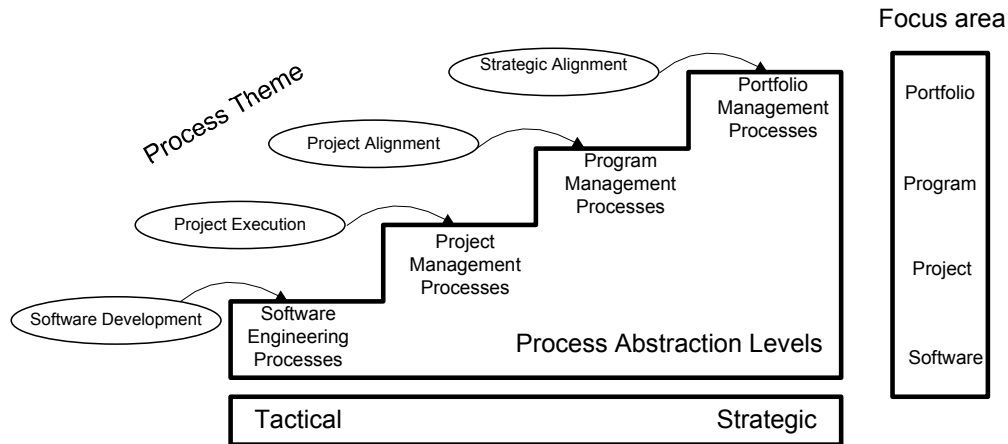 Focus area
Process Theme
Strategic Alignment
Portfolio
Management
Processes
Portfolio
Project Alignment
Program
Management
Processes
Program
Project Execution
Project
Management
Processes
Project
Software Development
Software
Engineering
Processes
Process Abstraction Levels
Software
Tactical
Strategic